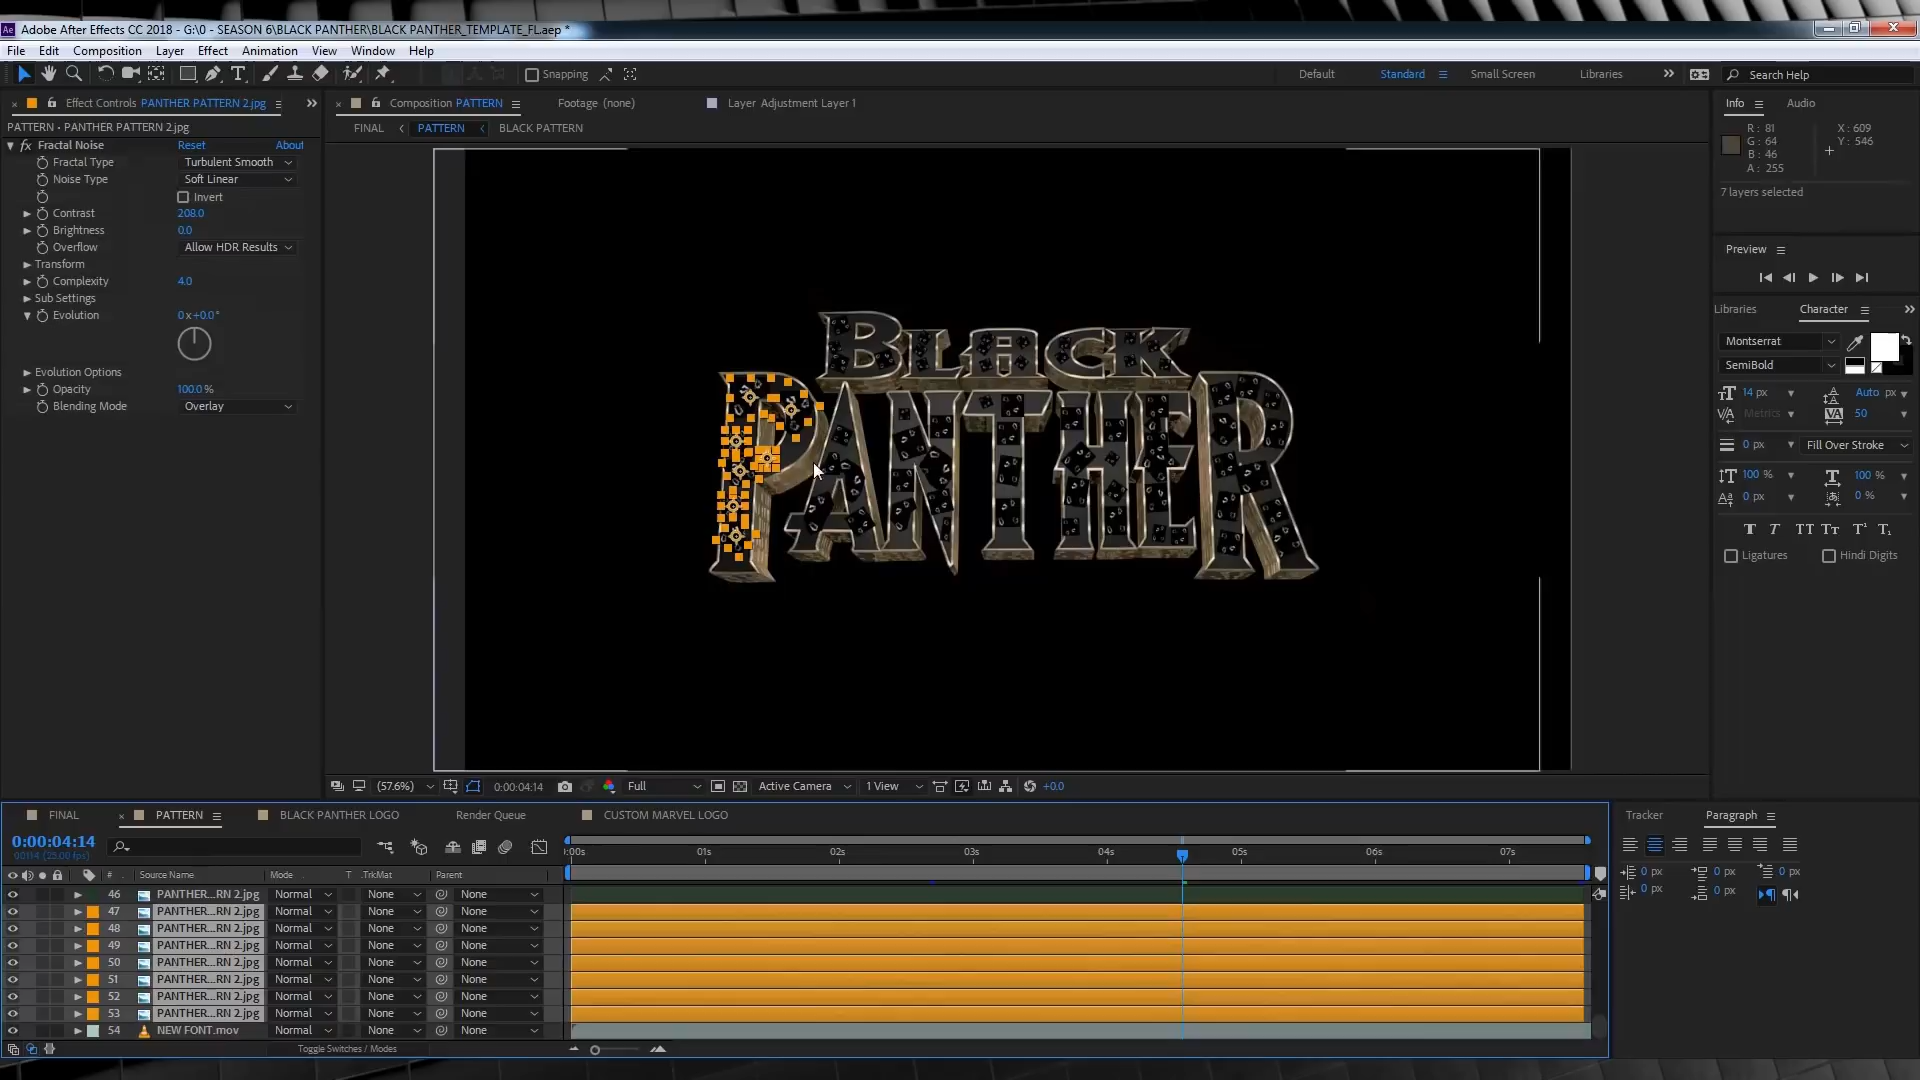 Ae Adobe After Effects CC 2018 - G:\0 - SEASON 6\BLACK PANTHER\BLACK PANTHER_TEMPLATE_FL.aep *
File Edit Composition Layer Effect Animation View Window Help
T Snapping Default Standard Small Screen Libraries Search Help
Effect Controls PANTHER PATTERN 2.jpg
PATTERN • PANTHER PATTERN 2.jpg
fx Fractal Noise Reset About
Fractal Type Turbulent Smooth
Noise Type Soft Linear
Invert
Contrast 208.0
Brightness 0.0
Overflow Allow HDR Results
Transform
Complexity 4.0
Sub Settings
Evolution 0x+0.0°
Evolution Options
Opacity 100.0 %
Blending Mode Overlay
Composition PATTERN Footage (none) Layer Adjustment Layer 1
FINAL PATTERN BLACK PATTERN
BLACK
PANTHER
(57.6%) 0:00:04:14 Full Active Camera 1 View +0.0
Info Audio
R : 81 X : 609
G : 64 Y : 546
B : 46
A : 255
7 layers selected
Preview
Libraries Character
Montserrat
SemiBold
14 px Auto px
Metrics 50
0 px Fill Over Stroke
100 % 100 %
0 px 0 %
T T TT Tт T¹ T₁
Ligatures Hindi Digits
FINAL PATTERN BLACK PANTHER LOGO Render Queue CUSTOM MARVEL LOGO
0:00:04:14
00114 (25.00 fps)
:00s 01s 02s 03s 04s 05s 06s 07s
# Source Name Mode T .TrkMat Parent
46 PANTHER...RN 2.jpg Normal None None
47 PANTHER...RN 2.jpg Normal None None
48 PANTHER...RN 2.jpg Normal None None
49 PANTHER...RN 2.jpg Normal None None
50 PANTHER...RN 2.jpg Normal None None
51 PANTHER...RN 2.jpg Normal None None
52 PANTHER...RN 2.jpg Normal None None
53 PANTHER...RN 2.jpg Normal None None
54 NEW FONT.mov Normal None None
Toggle Switches / Modes
Tracker Paragraph
0 px 0 px 0 px
0 px 0 px